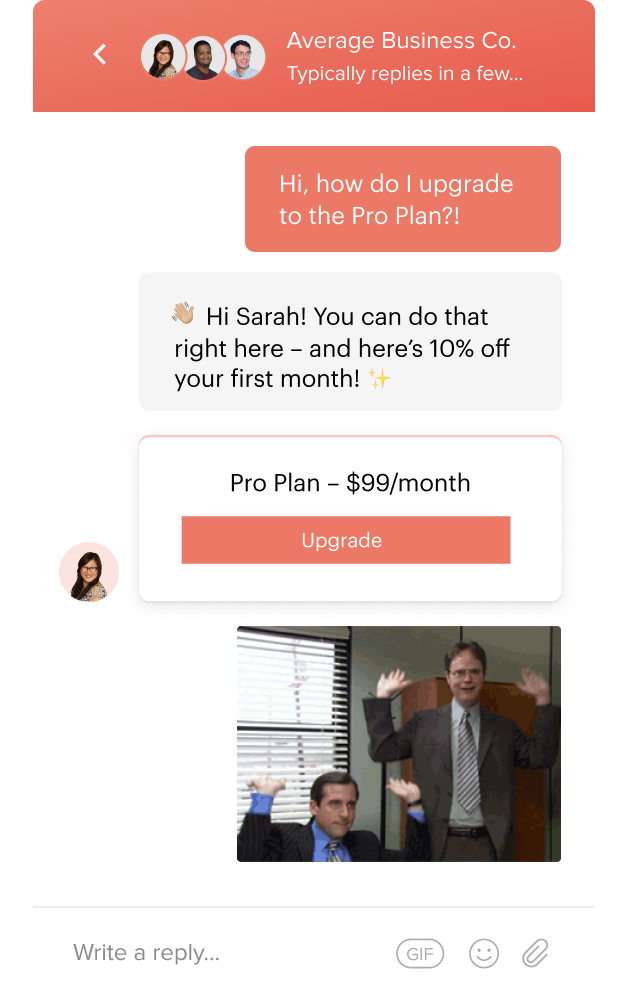 Average Business Co.
Typically replies in a few...
Hi, how do I upgrade
to the Pro Plan?!
👋🏼 Hi Sarah! You can do that
right here – and here’s 10% off
your first month! ✨
Pro Plan – $99/month
Upgrade
Write a reply...
GIF